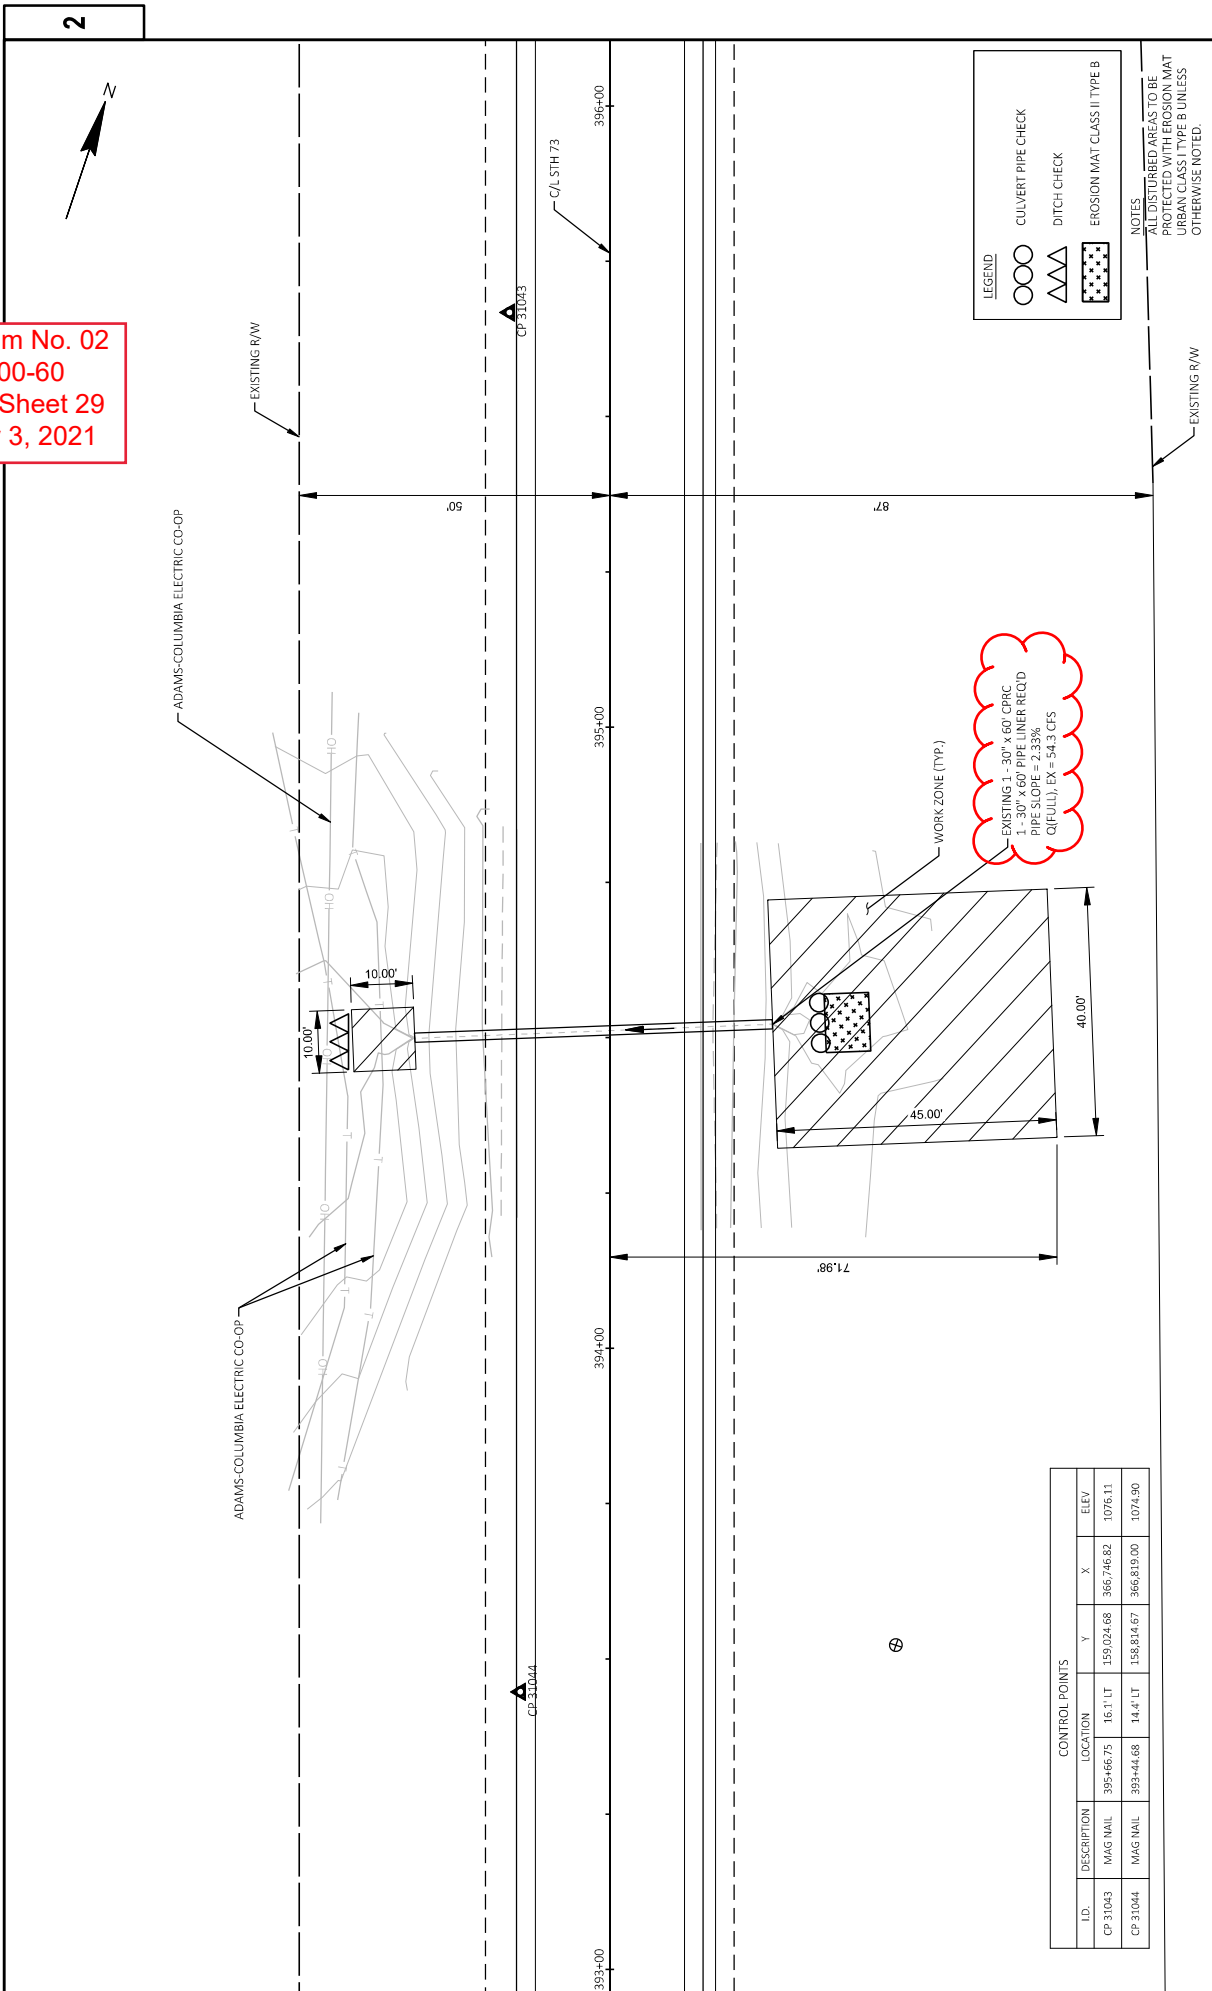 2
N
m No. 02
00-60
Sheet 29
3, 2021
EXISTING R/W
ADAMS-COLUMBIA ELECTRIC CO-OP
ADAMS-COLUMBIA ELECTRIC CO-OP
CP 31043
CP 31044
C/L STH 73
396+00
395+00
394+00
393+00
50'
87'
71.98'
10.00'
10.00'
45.00'
40.00'
OH
OH
OH
OH
OH
T
T
T
T
T
T
T
T
WORK ZONE (TYP.)
EXISTING 1 - 30" x 60' CPRC
1 - 30" x 60' PIPE LINER REQ'D
PIPE SLOPE = 2.33%
Q(FULL), EX = 54.3 CFS
LEGEND
CULVERT PIPE CHECK
DITCH CHECK
EROSION MAT CLASS II TYPE B
NOTES
ALL DISTURBED AREAS TO BE
PROTECTED WITH EROSION MAT
URBAN CLASS I TYPE B UNLESS
OTHERWISE NOTED.
EXISTING R/W
CONTROL POINTS
I.D. DESCRIPTION LOCATION Y X ELEV
CP 31043 MAG NAIL 395+66.75 16.1' LT 159,024.68 366,746.82 1076.11
CP 31044 MAG NAIL 393+44.68 14.4' LT 158,814.67 366,819.00 1074.90